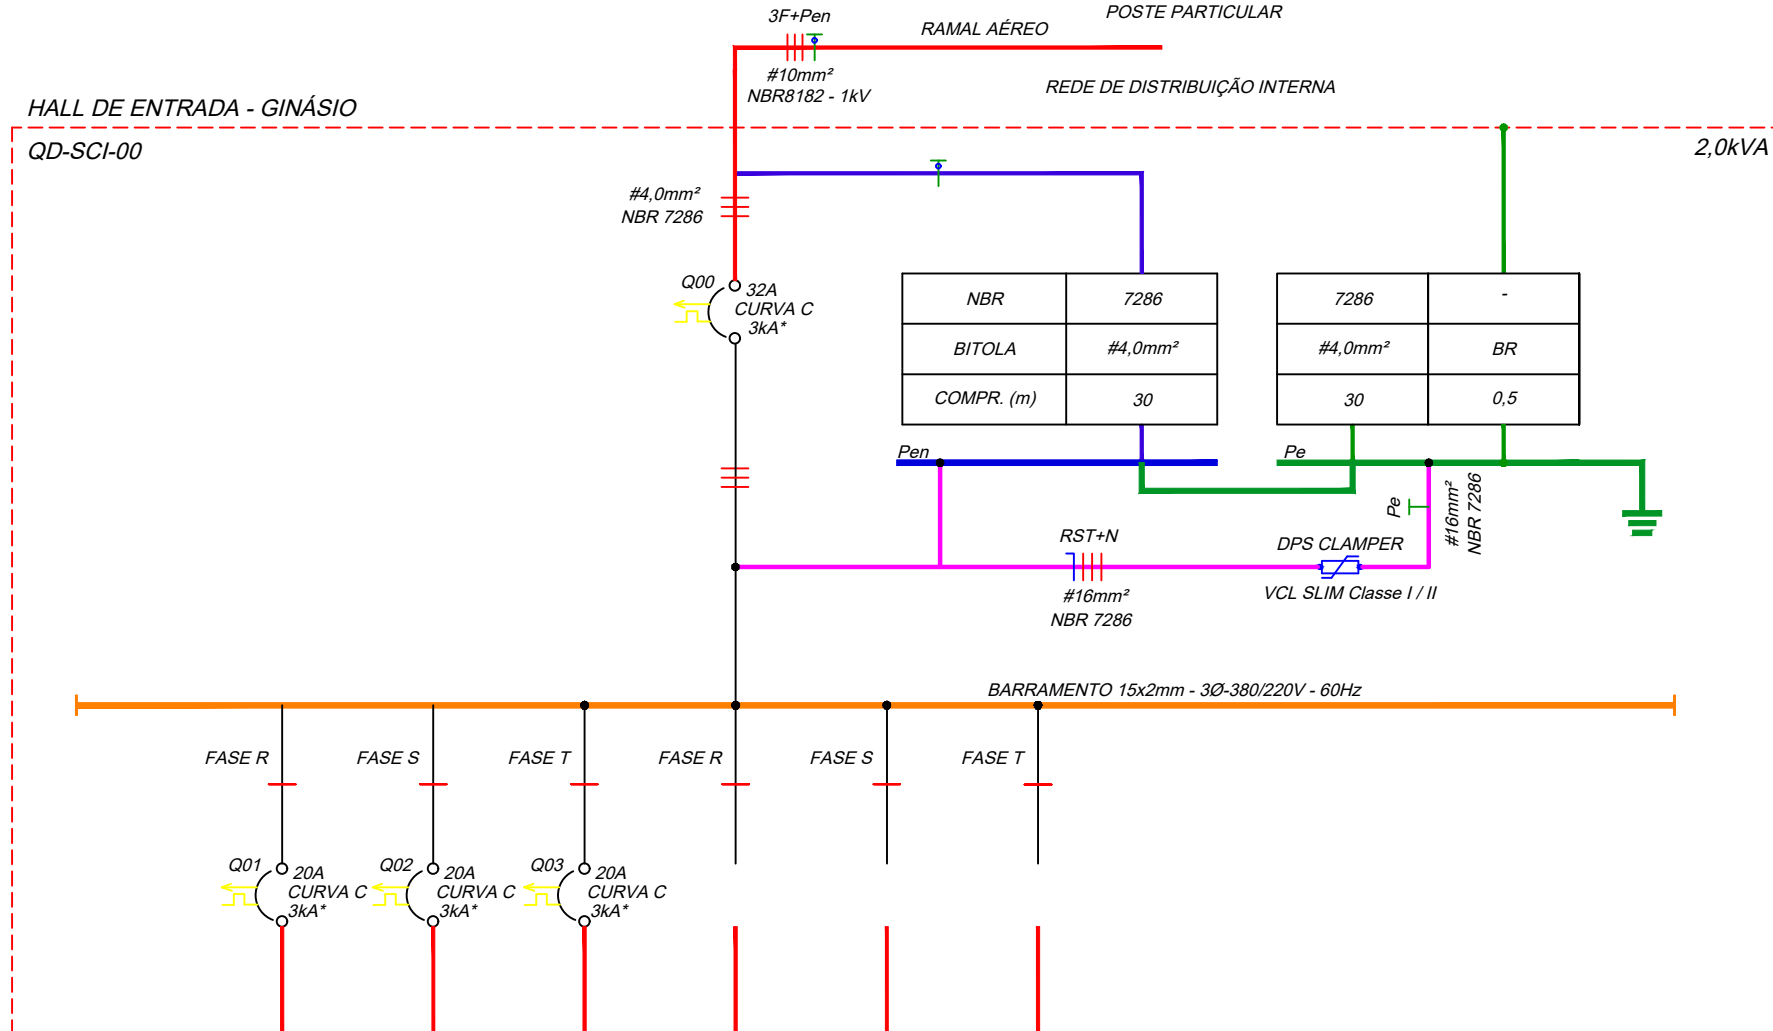 3F+Pen
POSTE PARTICULAR
RAMAL AÉREO
#10mm²
NBR8182 - 1kV
REDE DE DISTRIBUIÇÃO INTERNA
HALL DE ENTRADA - GINÁSIO
QD-SCI-00
2,0kVA
#4,0mm²
NBR 7286
Q00
32A
CURVA C
3kA*
NBR 7286
BITOLA #4,0mm²
COMPR. (m) 30
7286 -
#4,0mm² BR
30 0,5
Pen
Pe
Pe
#16mm²
NBR 7286
RST+N
#16mm²
NBR 7286
DPS CLAMPER
VCL SLIM Classe I / II
BARRAMENTO 15x2mm - 3Ø-380/220V - 60Hz
FASE R
FASE S
FASE T
FASE R
FASE S
FASE T
Q01
20A
CURVA C
3kA*
Q02
20A
CURVA C
3kA*
Q03
20A
CURVA C
3kA*